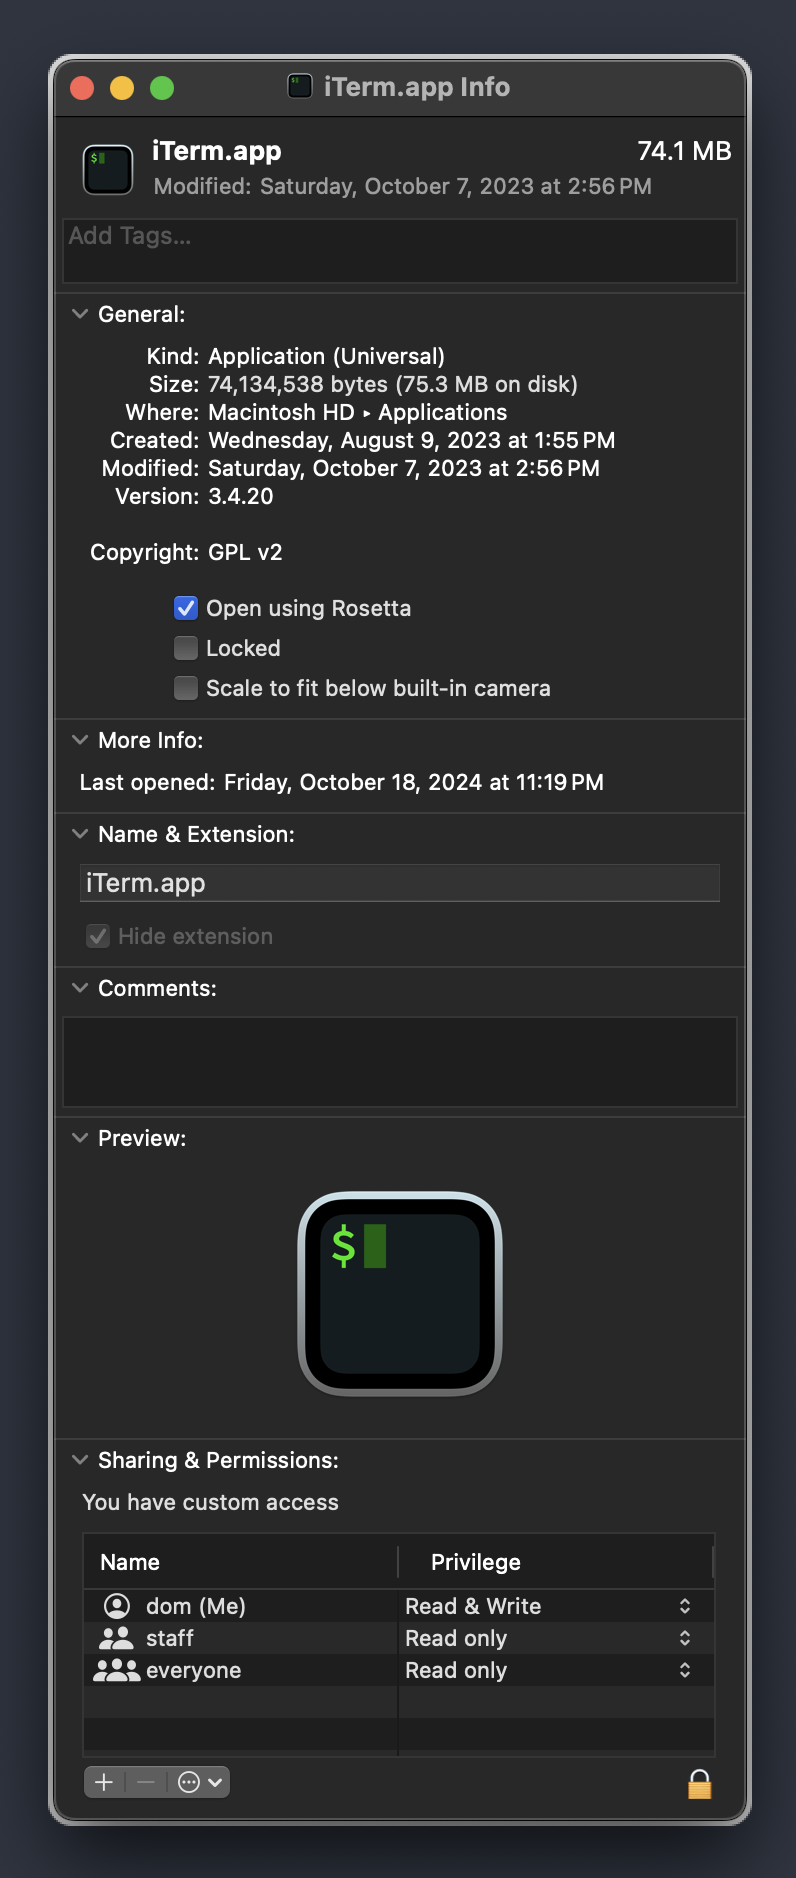 iTerm.app Info
$
$
iTerm.app 74.1 MB
Modified: Saturday, October 7, 2023 at 2:56 PM
Add Tags...
General:
Kind: Application (Universal)
Size: 74,134,538 bytes (75.3 MB on disk)
Where: Macintosh HD ▸ Applications
Created: Wednesday, August 9, 2023 at 1:55 PM
Modified: Saturday, October 7, 2023 at 2:56 PM
Version: 3.4.20
Copyright: GPL v2
Open using Rosetta
Locked
Scale to fit below built-in camera
More Info:
Last opened: Friday, October 18, 2024 at 11:19 PM
Name & Extension:
iTerm.app
Hide extension
Comments:
Preview:
$
Sharing & Permissions:
You have custom access
Name Privilege
dom (Me) Read & Write
staff Read only
everyone Read only